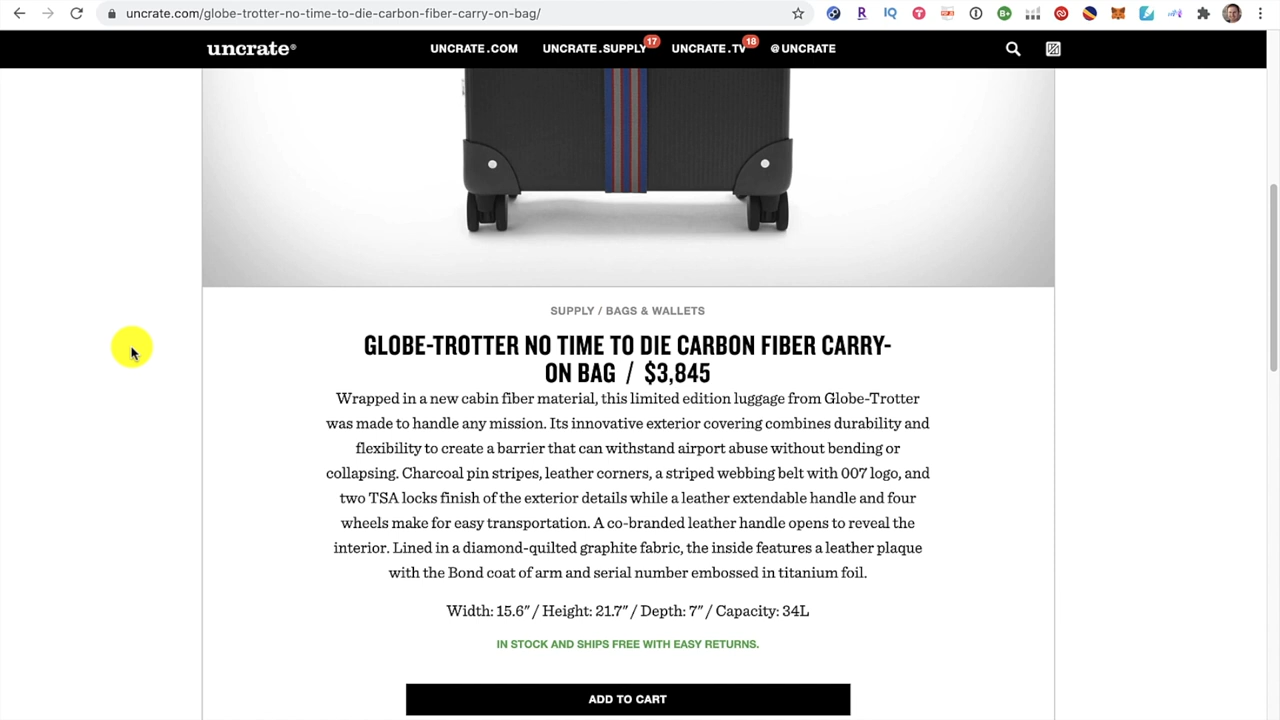 uncrate.com/globe-trotter-no-time-to-die-carbon-fiber-carry-on-bag/
uncrate®
UNCRATE.COM
UNCRATE.SUPPLY
17
UNCRATE.TV
18
@UNCRATE
SUPPLY / BAGS & WALLETS
GLOBE-TROTTER NO TIME TO DIE CARBON FIBER CARRY-
ON BAG / $3,845
Wrapped in a new cabin fiber material, this limited edition luggage from Globe-Trotter
was made to handle any mission. Its innovative exterior covering combines durability and
flexibility to create a barrier that can withstand airport abuse without bending or
collapsing. Charcoal pin stripes, leather corners, a striped webbing belt with 007 logo, and
two TSA locks finish of the exterior details while a leather extendable handle and four
wheels make for easy transportation. A co-branded leather handle opens to reveal the
interior. Lined in a diamond-quilted graphite fabric, the inside features a leather plaque
with the Bond coat of arm and serial number embossed in titanium foil.
Width: 15.6″ / Height: 21.7″ / Depth: 7″ / Capacity: 34L
IN STOCK AND SHIPS FREE WITH EASY RETURNS.
ADD TO CART